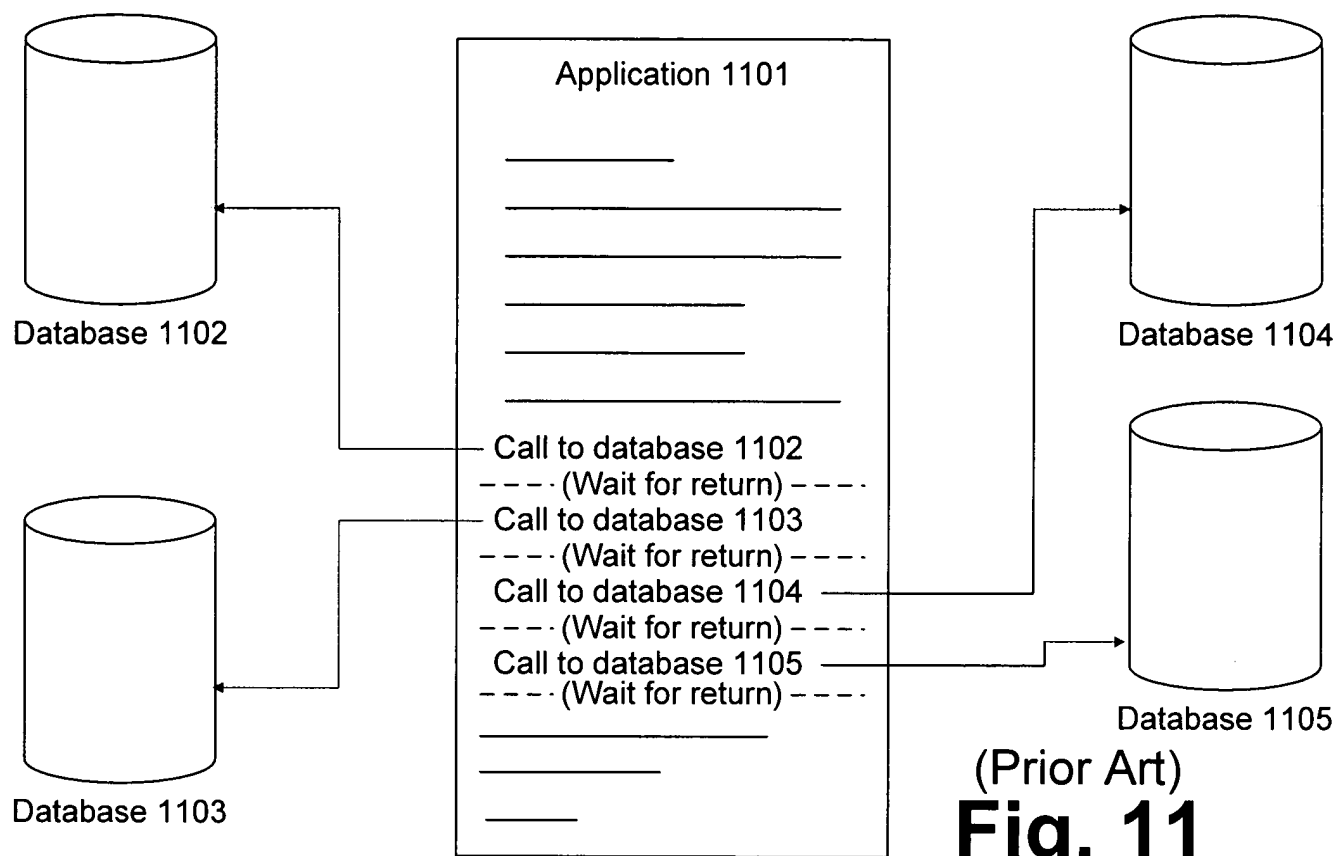 Application 1101
Database 1102
Database 1104
Call to database 1102
---- (Wait for return) ----
Call to database 1103
---- (Wait for return) ----
Call to database 1104
---- (Wait for return) ----
Call to database 1105
---- (Wait for return) ----
Database 1105
Database 1103
(Prior Art)
Fig. 11